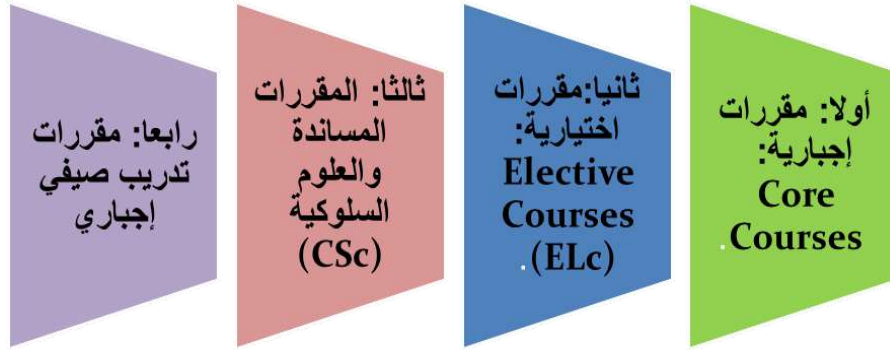 أولا: مقررات
إجبارية:
Core
Courses.
ثانيا:مقررات
اختيارية:
Elective
Courses
(ELc).
ثالثا: المقررات
المساندة
والعلوم
السلوكية
(CSc)
رابعا: مقررات
تدريب صيفي
إجباري